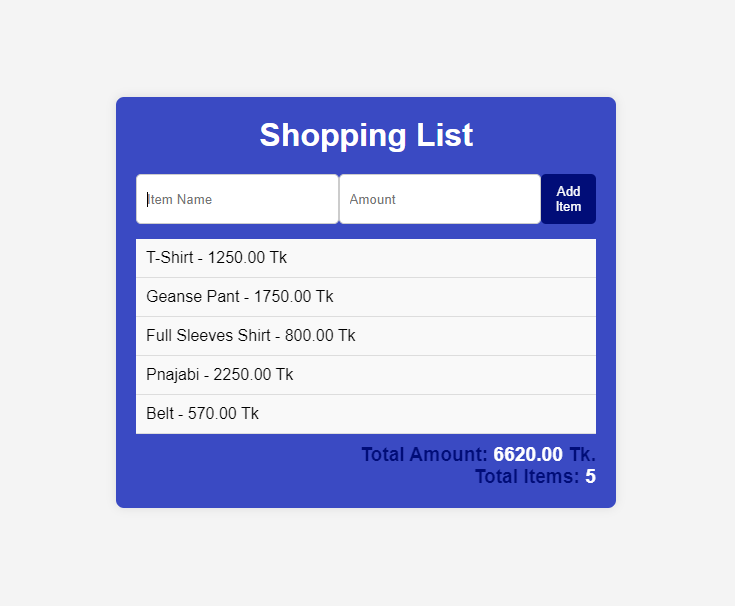 Shopping List
Item Name
Amount
Add
Item
T-Shirt - 1250.00 Tk
Geanse Pant - 1750.00 Tk
Full Sleeves Shirt - 800.00 Tk
Pnajabi - 2250.00 Tk
Belt - 570.00 Tk
Total Amount: 6620.00 Tk.
Total Items: 5